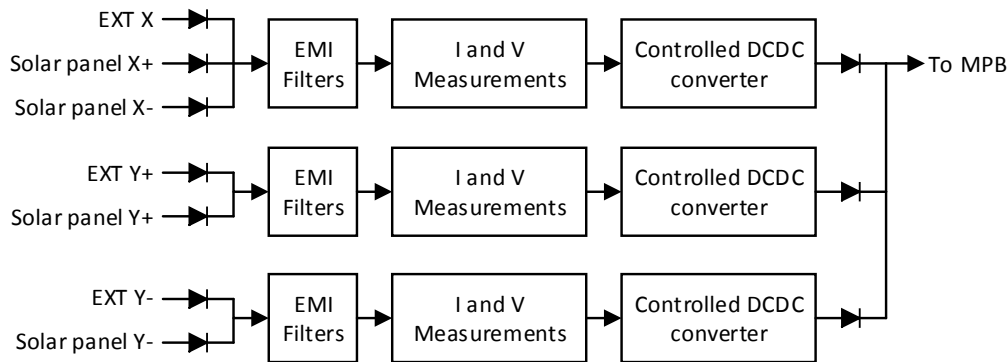 EXT X
Solar panel X+
Solar panel X-
EMI
Filters
I and V
Measurements
Controlled DCDC
converter
To MPB
EXT Y+
Solar panel Y+
EMI
Filters
I and V
Measurements
Controlled DCDC
converter
EXT Y-
Solar panel Y-
EMI
Filters
I and V
Measurements
Controlled DCDC
converter